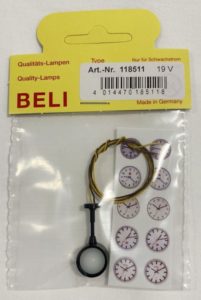 Qualitäts-Lampen
Type
Nur für Schwachstrom
Quality-Lamps
Art.-Nr. 118511
19 V
BELI
4 014470 185118
Made in Germany